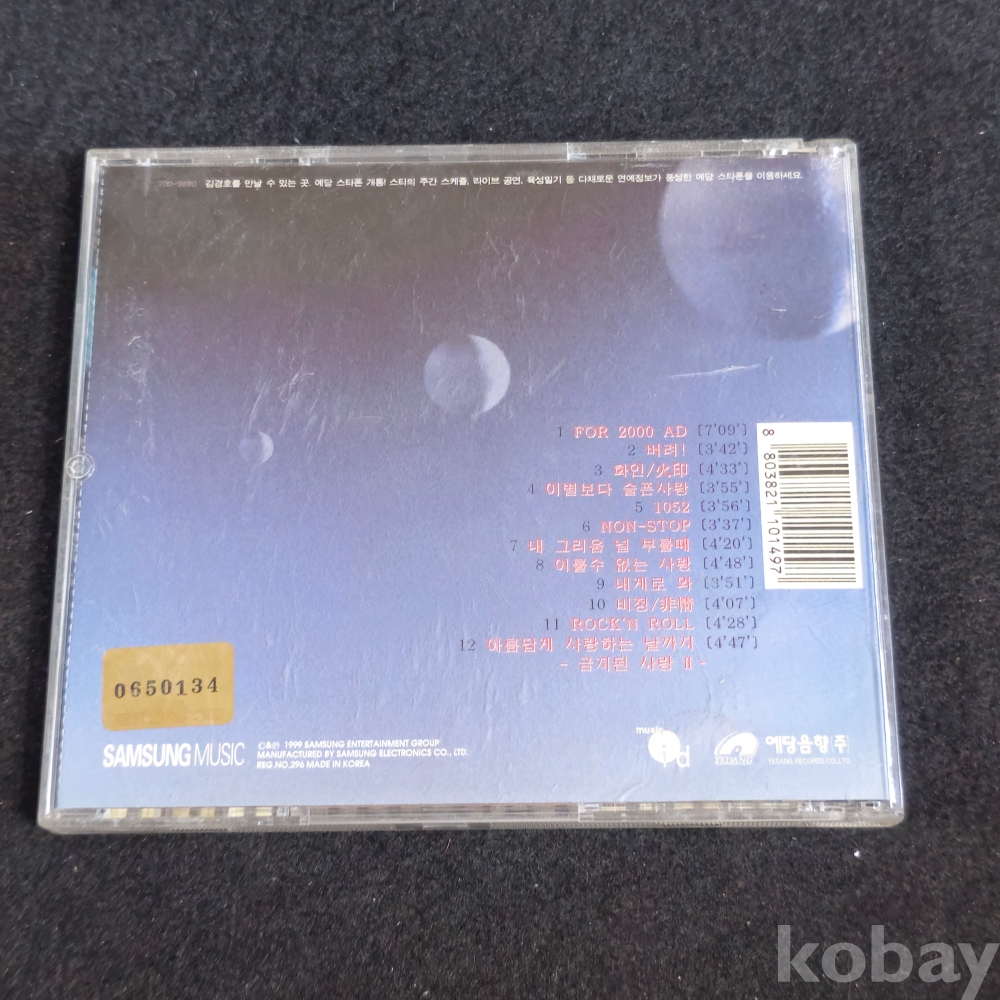 700-9880 김경호를 만날 수 있는 곳. 예당 스타폰 개통! 스타의 주간 스케쥴, 라이브 공연, 육성일기 등 다채로운 연예정보가 풍성한 예당 스타폰을 이용하세요.
1 FOR 2000 AD [7'09"]
2 버려! [3'42"]
3 화인/火印 [4'33"]
4 이별보다 슬픈사랑 [3'55"]
5 1052 [3'56"]
6 NON-STOP [3'37"]
7 내 그리움 널 부를때 [4'20"]
8 이룰수 없는 사랑 [4'48"]
9 내게로 와 [3'51"]
10 비정/非情 [4'07"]
11 ROCK'N ROLL [4'28"]
12 아름답게 사랑하는 날까지 [4'47"]
- 금지된 사랑 II -
8 803821 101497
0650134
SAMSUNG MUSIC
©&℗ 1999 SAMSUNG ENTERTAINMENT GROUP
MANUFACTURED BY SAMSUNG ELECTRONICS CO., LTD.
REG.NO.296 MADE IN KOREA
music
id
YEDANG
예당음향(주)
YEDANG RECORDS CO., LTD.
kobay